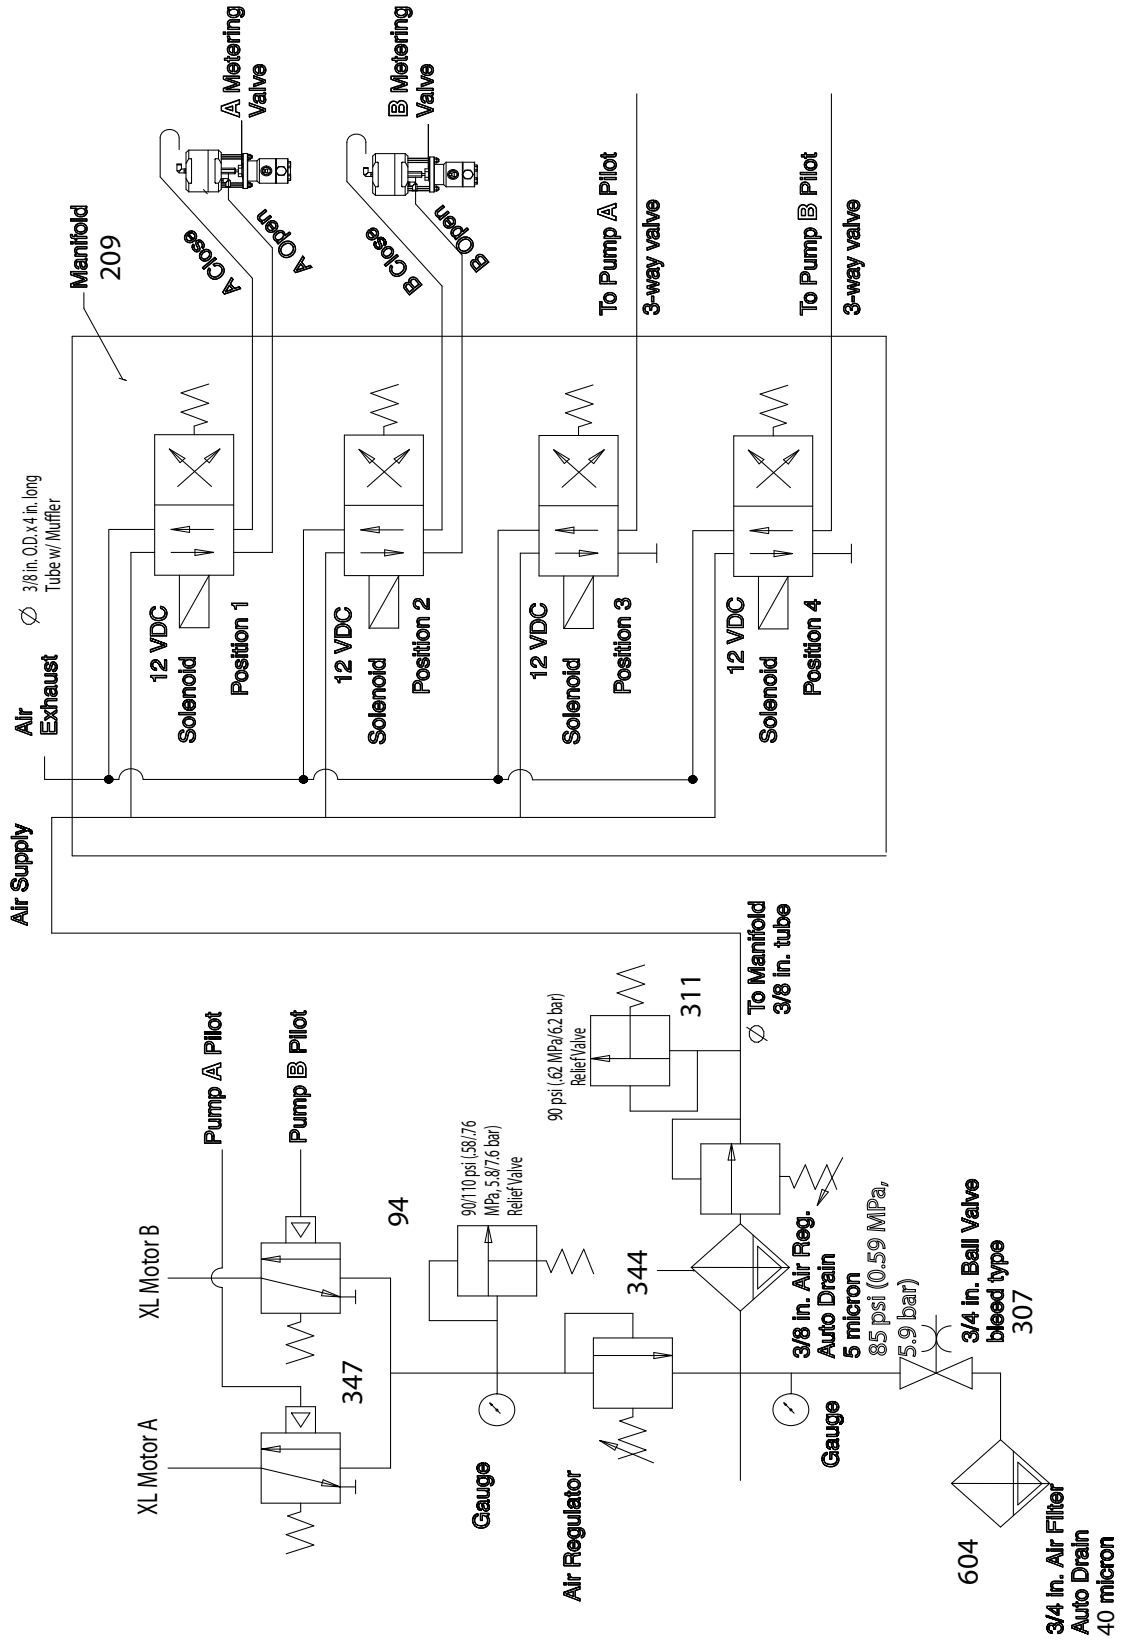 Air Supply
Air
Exhaust
∅ 3/8 in. O.D. x 4 in. long
Tube w/ Muffler
Manifold
209
A Metering
Valve
A Close
A Open
B Metering
Valve
B Close
B Open
12 VDC
Solenoid
Position 1
12 VDC
Solenoid
Position 2
12 VDC
Solenoid
Position 3
12 VDC
Solenoid
Position 4
To Pump A Pilot
3-way valve
To Pump B Pilot
3-way valve
XL Motor A
XL Motor B
Pump A Pilot
Pump B Pilot
347
94
90/110 psi (.58/.76
MPa, 5.8/7.6 bar)
Relief Valve
Gauge
Air Regulator
90 psi (.62 MPa/6.2 bar)
Relief Valve
311
∅ To Manifold
3/8 in. tube
344
3/8 in. Air Reg.
Auto Drain
5 micron
85 psi (0.59 MPa,
5.9 bar)
Gauge
3/4 in. Ball Valve
bleed type
307
604
3/4 in. Air Filter
Auto Drain
40 micron